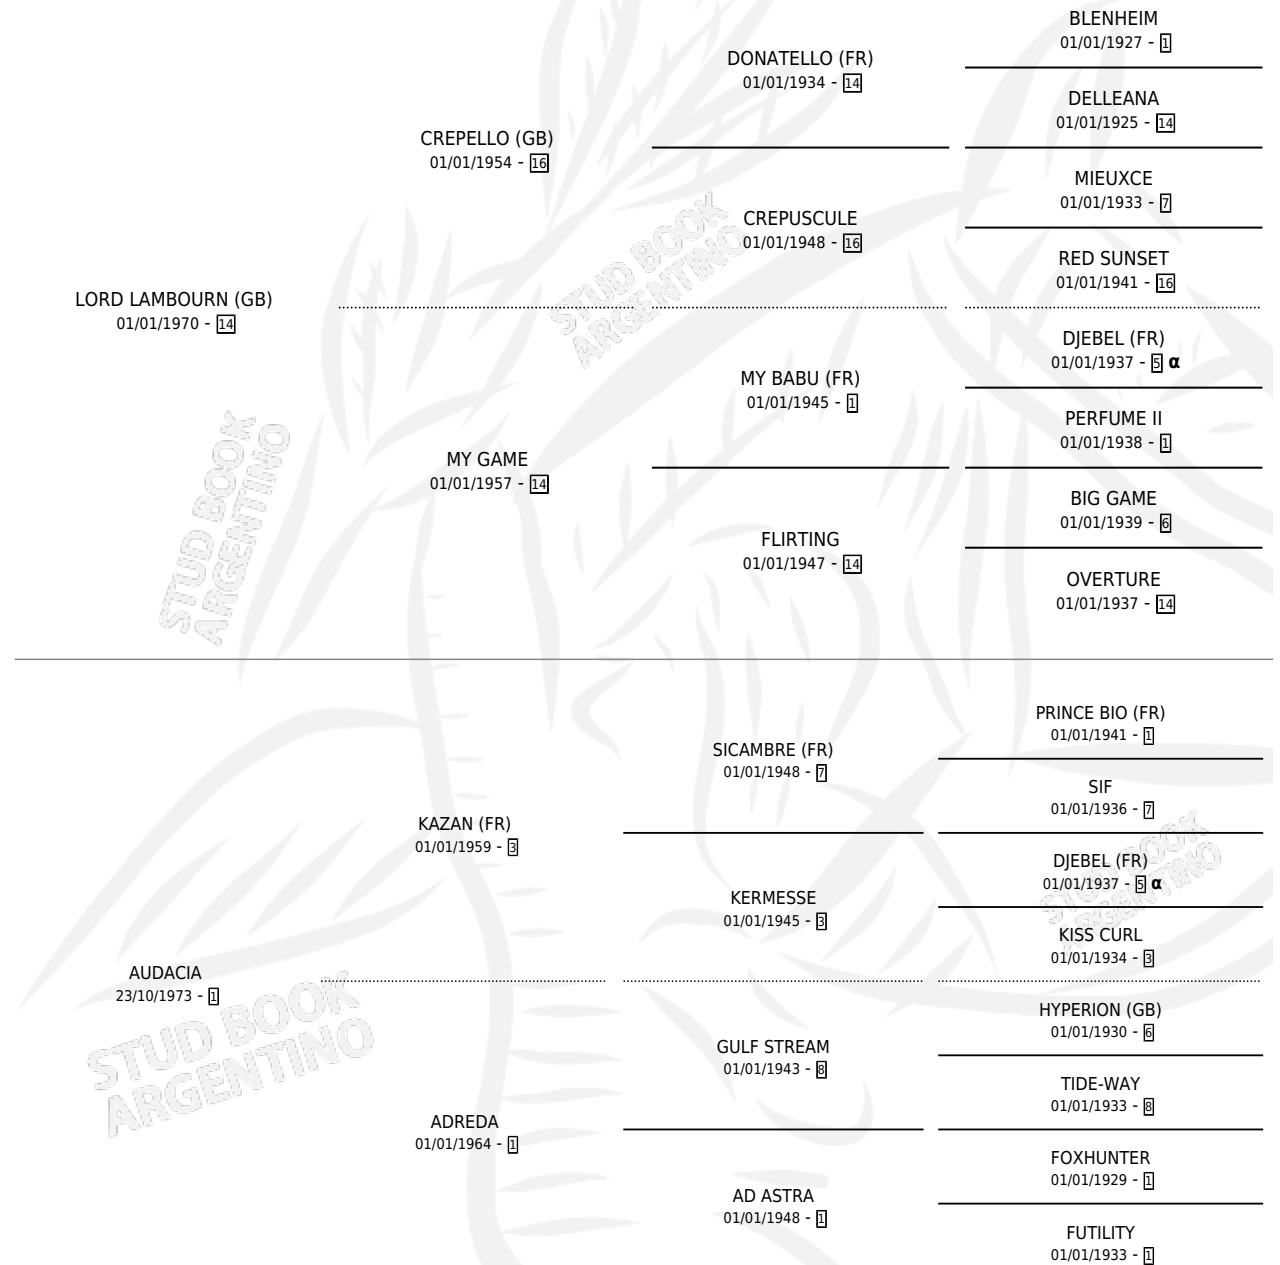 BLENHEIM
01/01/1927 - 1
DONATELLO (FR)
01/01/1934 - 14
DELLEANA
01/01/1925 - 14
CREPELLO (GB)
01/01/1954 - 16
MIEUXCE
01/01/1933 - 7
CREPUSCULE
01/01/1948 - 16
RED SUNSET
01/01/1941 - 16
LORD LAMBOURN (GB)
01/01/1970 - 14
DJEBEL (FR)
01/01/1937 - 5 α
MY BABU (FR)
01/01/1945 - 1
PERFUME II
01/01/1938 - 1
MY GAME
01/01/1957 - 14
BIG GAME
01/01/1939 - 6
FLIRTING
01/01/1947 - 14
OVERTURE
01/01/1937 - 14
PRINCE BIO (FR)
01/01/1941 - 1
SICAMBRE (FR)
01/01/1948 - 7
SIF
01/01/1936 - 7
KAZAN (FR)
01/01/1959 - 3
DJEBEL (FR)
01/01/1937 - 5 α
KERMESSE
01/01/1945 - 3
KISS CURL
01/01/1934 - 3
AUDACIA
23/10/1973 - 1
HYPERION (GB)
01/01/1930 - 6
GULF STREAM
01/01/1943 - 8
TIDE-WAY
01/01/1933 - 8
ADREDA
01/01/1964 - 1
FOXHUNTER
01/01/1929 - 1
AD ASTRA
01/01/1948 - 1
FUTILITY
01/01/1933 - 1
STUD BOOK
ARGENTINO
STUD BOOK
ARGENTINO
STUD BOOK
ARGENTINO
STUD BOOK
ARGENTINO